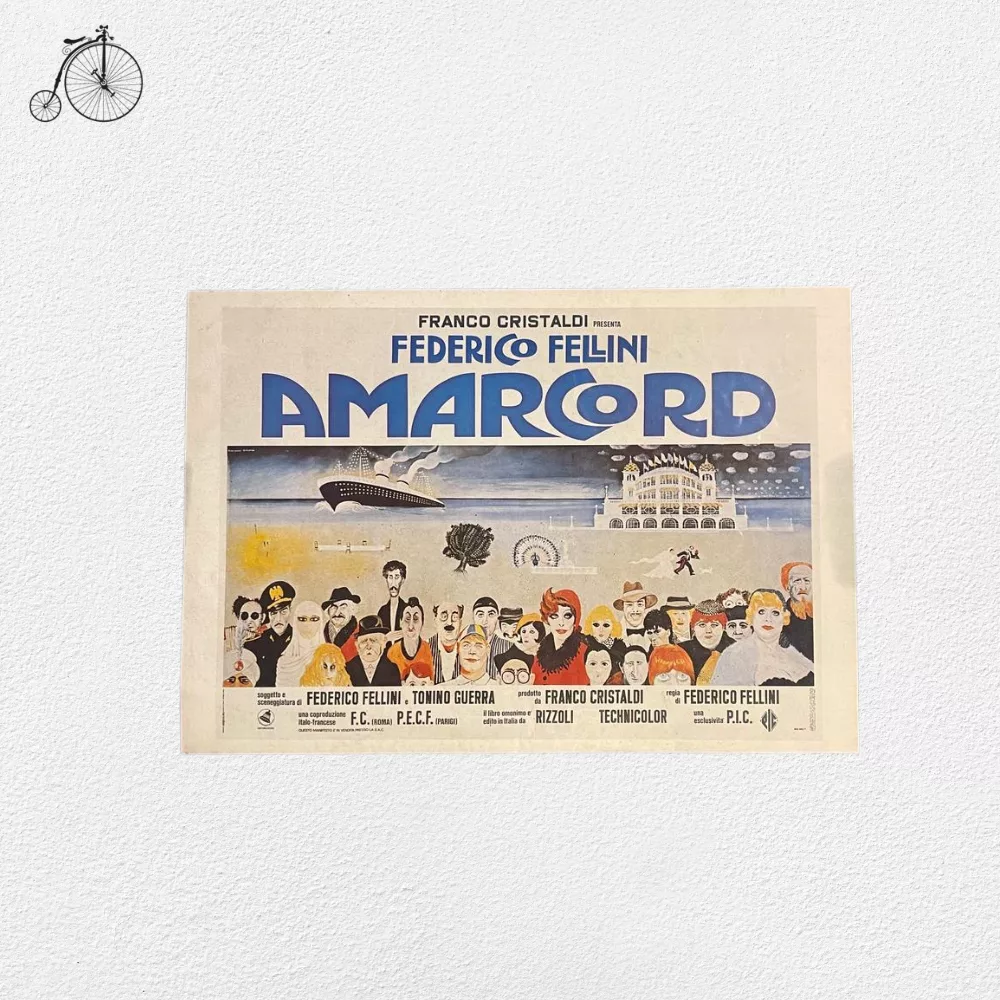 FRANCO CRISTALDI PRESENTA
FEDERICO FELLINI
AMARCORD
soggetto e sceneggiatura di FEDERICO FELLINI e TONINO GUERRA prodotto da FRANCO CRISTALDI regia di FEDERICO FELLINI
una coproduzione italo-francese F.C. (ROMA) P.E.C.F. (PARIGI) il libro omonimo e' edito in Italia da RIZZOLI TECHNICOLOR una esclusivita' P.I.C.